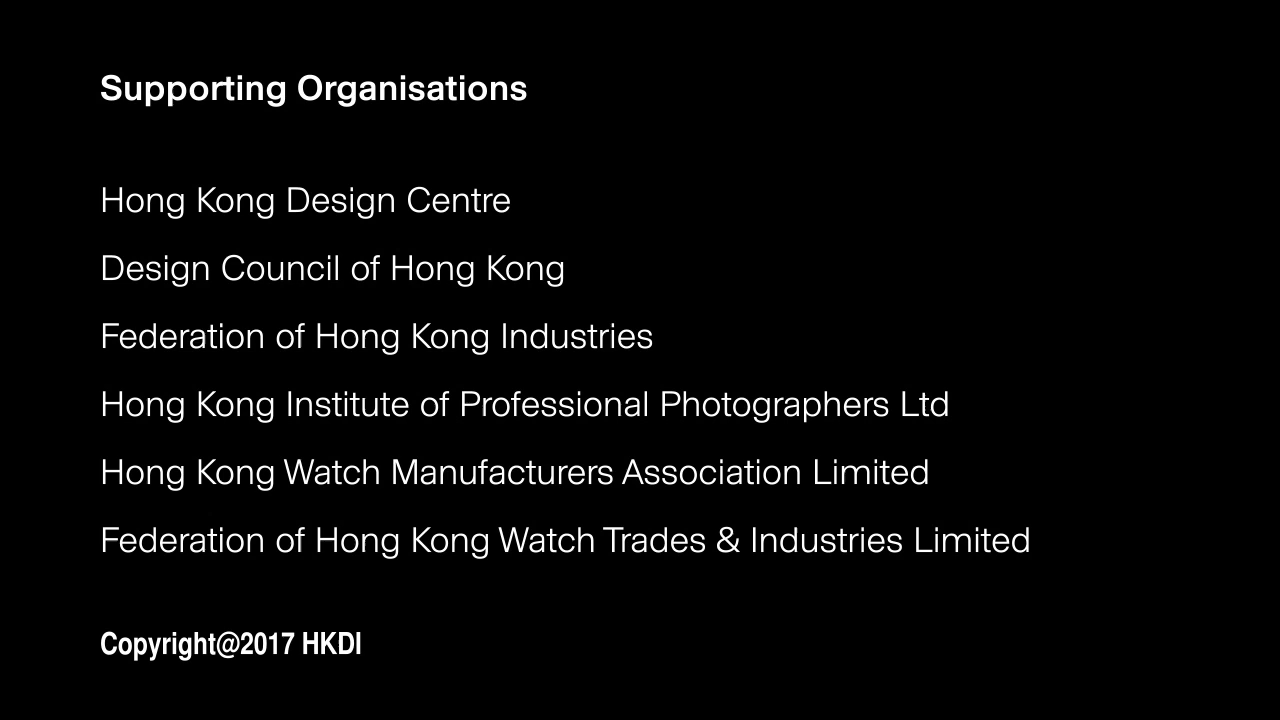 Supporting Organisations
Hong Kong Design Centre
Design Council of Hong Kong
Federation of Hong Kong Industries
Hong Kong Institute of Professional Photographers Ltd
Hong Kong Watch Manufacturers Association Limited
Federation of Hong Kong Watch Trades & Industries Limited
Copyright@2017 HKDI